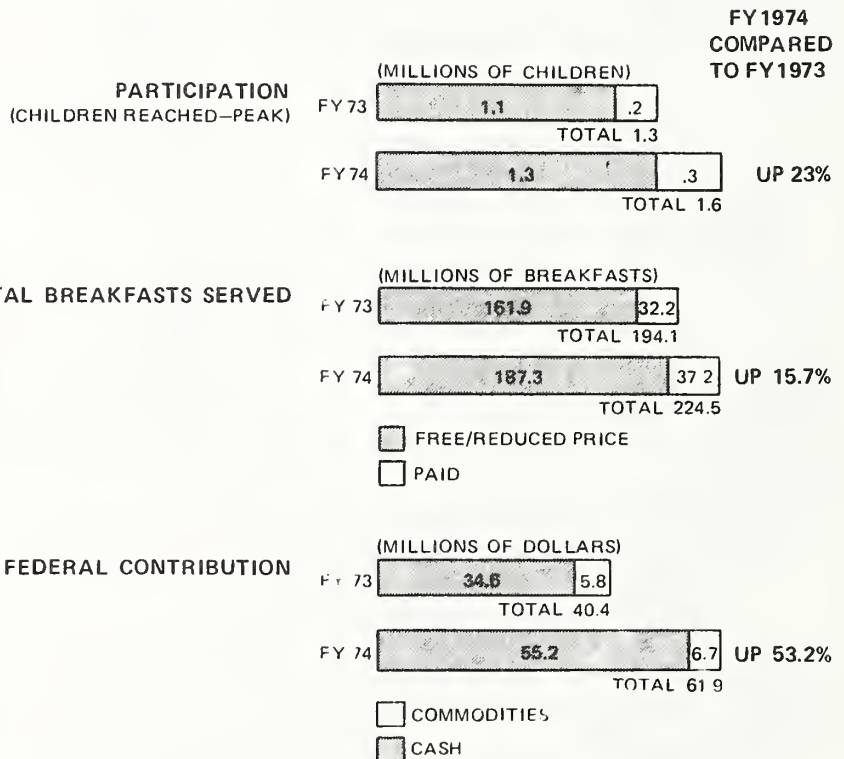 FY 1974
COMPARED
TO FY 1973
PARTICIPATION
(CHILDREN REACHED—PEAK)
(MILLIONS OF CHILDREN)
FY 73 1.1 .2
TOTAL 1.3
FY 74 1.3 .3 UP 23%
TOTAL 1.6
TAL BREAKFASTS SERVED
(MILLIONS OF BREAKFASTS)
FY 73 161.9 32.2
TOTAL 194.1
FY 74 187.3 37 2 UP 15.7%
TOTAL 224.5
FREE/REDUCED PRICE
PAID
FEDERAL CONTRIBUTION
(MILLIONS OF DOLLARS)
FY 73 34.6 5.8
TOTAL 40.4
FY 74 55.2 6.7 UP 53.2%
TOTAL 61 9
COMMODITIES
CASH